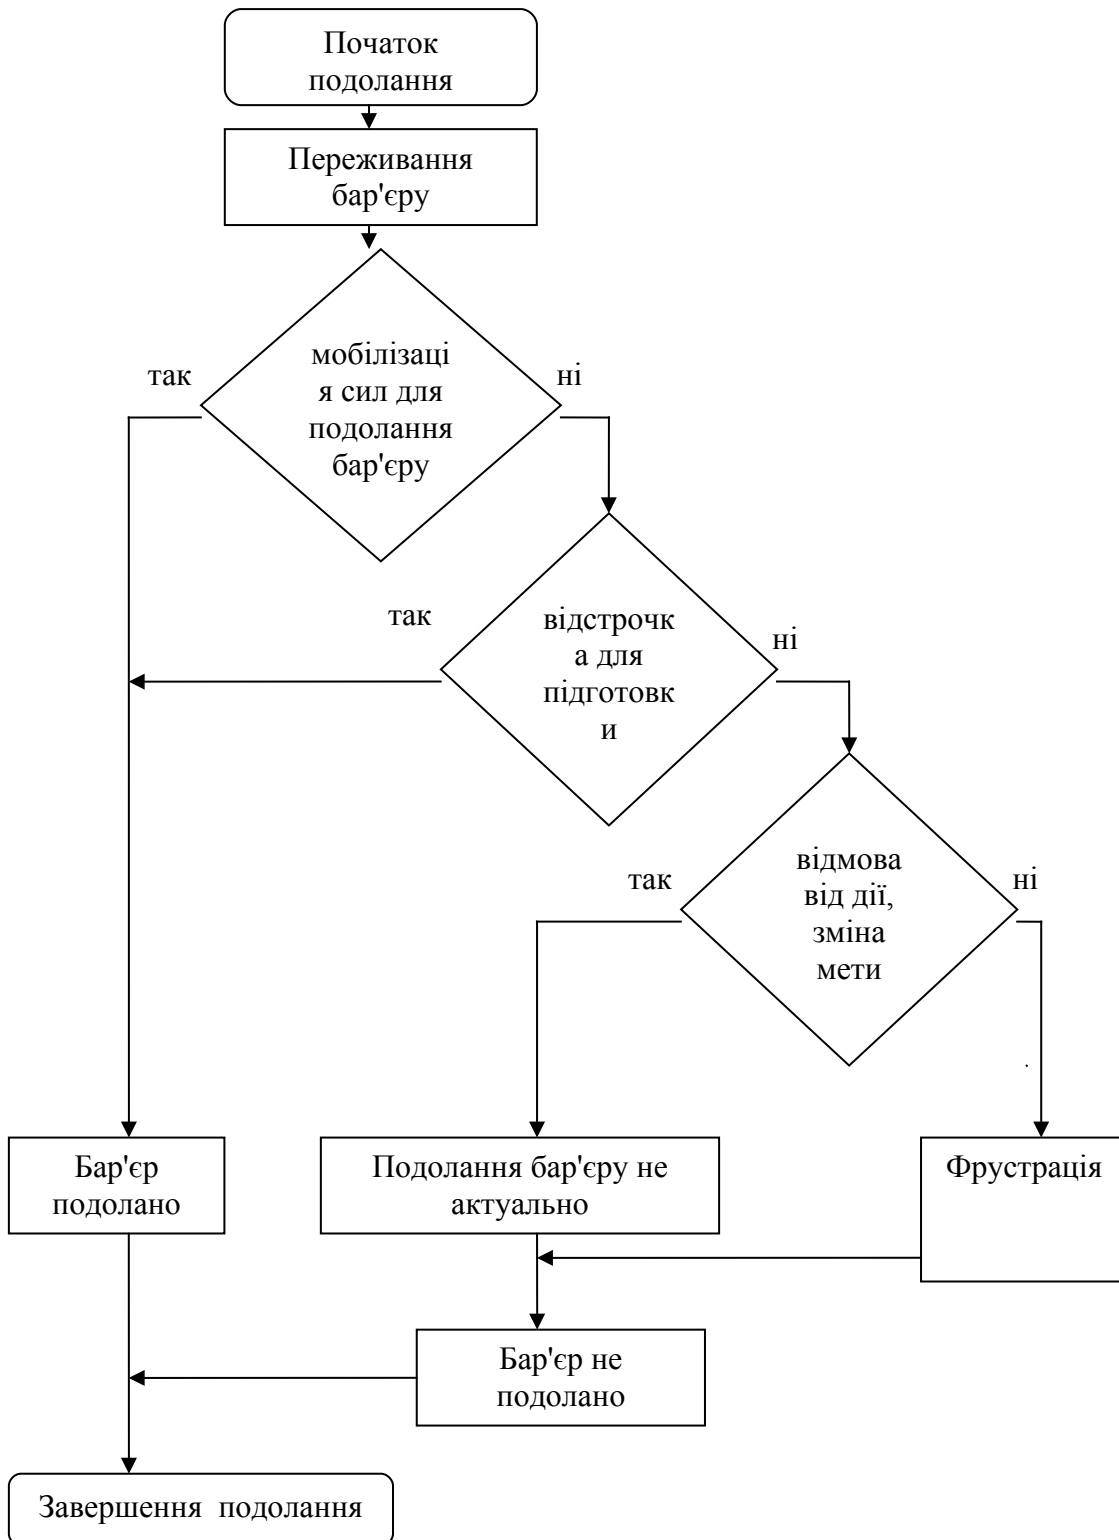 Початок
подолання
Переживання
бар'єру
так
ні
мобілізаці
я сил для
подолання
бар'єру
так
ні
відстрочк
а для
підготовк
и
так
ні
відмова
від дії,
зміна
мети
.
Бар'єр
подолано
Подолання бар'єру не
актуально
Фрустрація
Бар'єр не
подолано
Завершення подолання